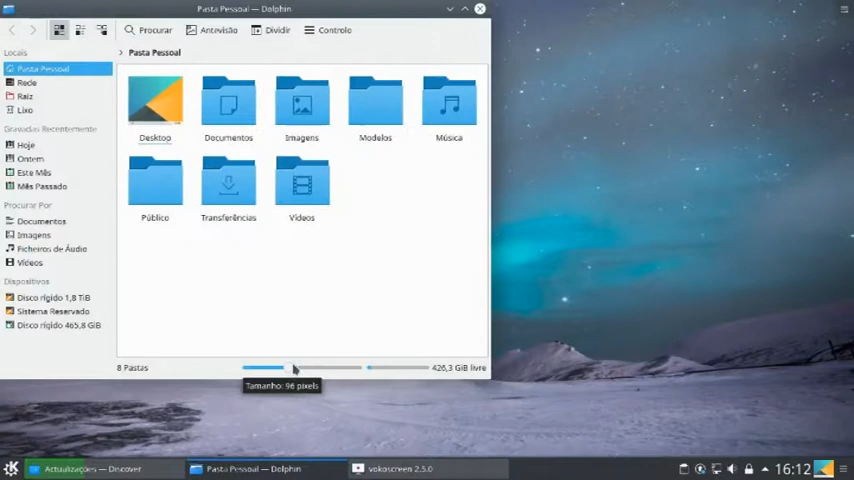 Pasta Pessoal — Dolphin
Procurar
Antevisão
Dividir
Controlo
Locais
Pasta Pessoal
Rede
Raiz
Lixo
Gravadas Recentemente
Hoje
Ontem
Este Mês
Mês Passado
Procurar Por
Documentos
Imagens
Ficheiros de Áudio
Vídeos
Dispositivos
Disco rígido 1,8 TiB
Sistema Reservado
Disco rígido 465,8 GiB
Pasta Pessoal
Desktop
Documentos
Imagens
Modelos
Música
Público
Transferências
Vídeos
8 Pastas
426,3 GiB livre
Tamanho: 96 pixels
Actualizações — Discover
Pasta Pessoal — Dolphin
vokoscreen 2.5.0
16:12